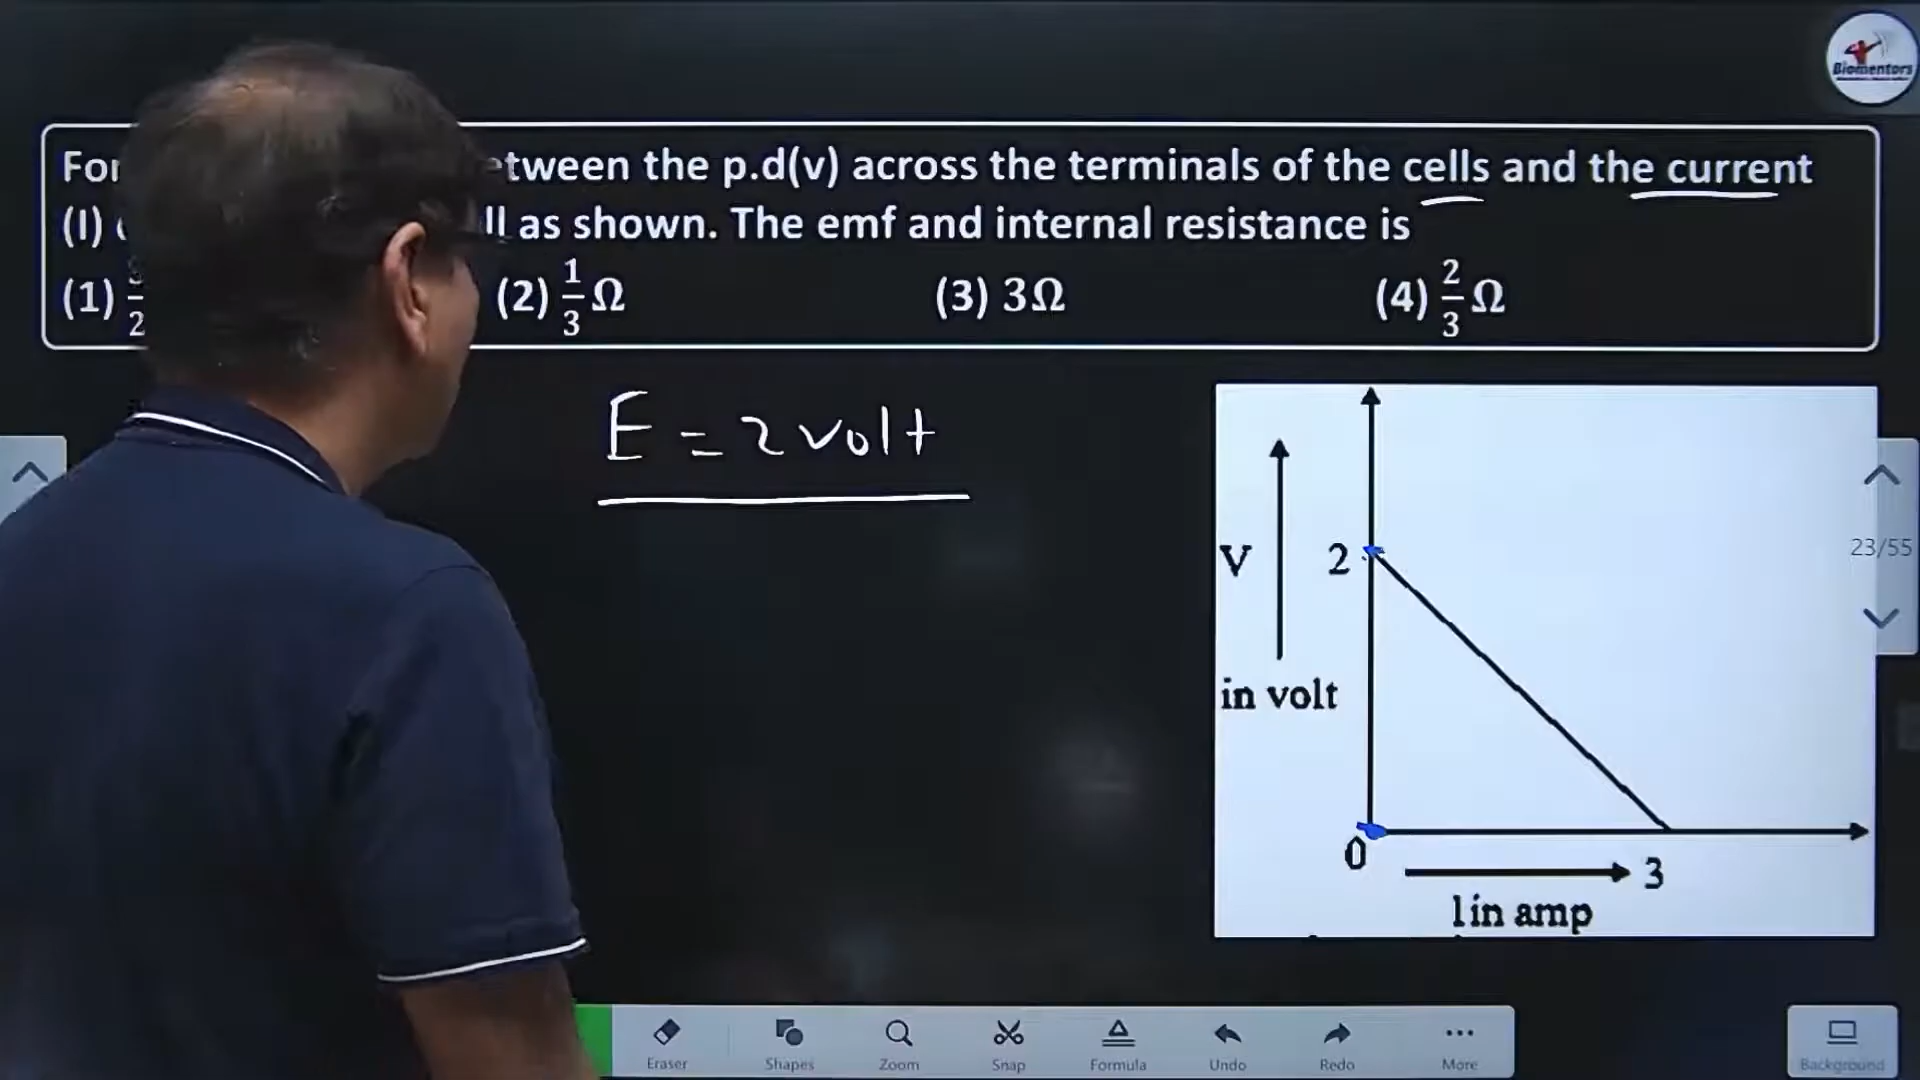 Biomentors
For tween the p.d(v) across the terminals of the cells and the current
(I) ll as shown. The emf and internal resistance is
(1) 2 (2) 1/3 Ω (3) 3Ω (4) 2/3 Ω
E = 2 volt
V 2
23/55
in volt
0 3
I in amp
Eraser Shapes Zoom Snap Formula Undo Redo More Background